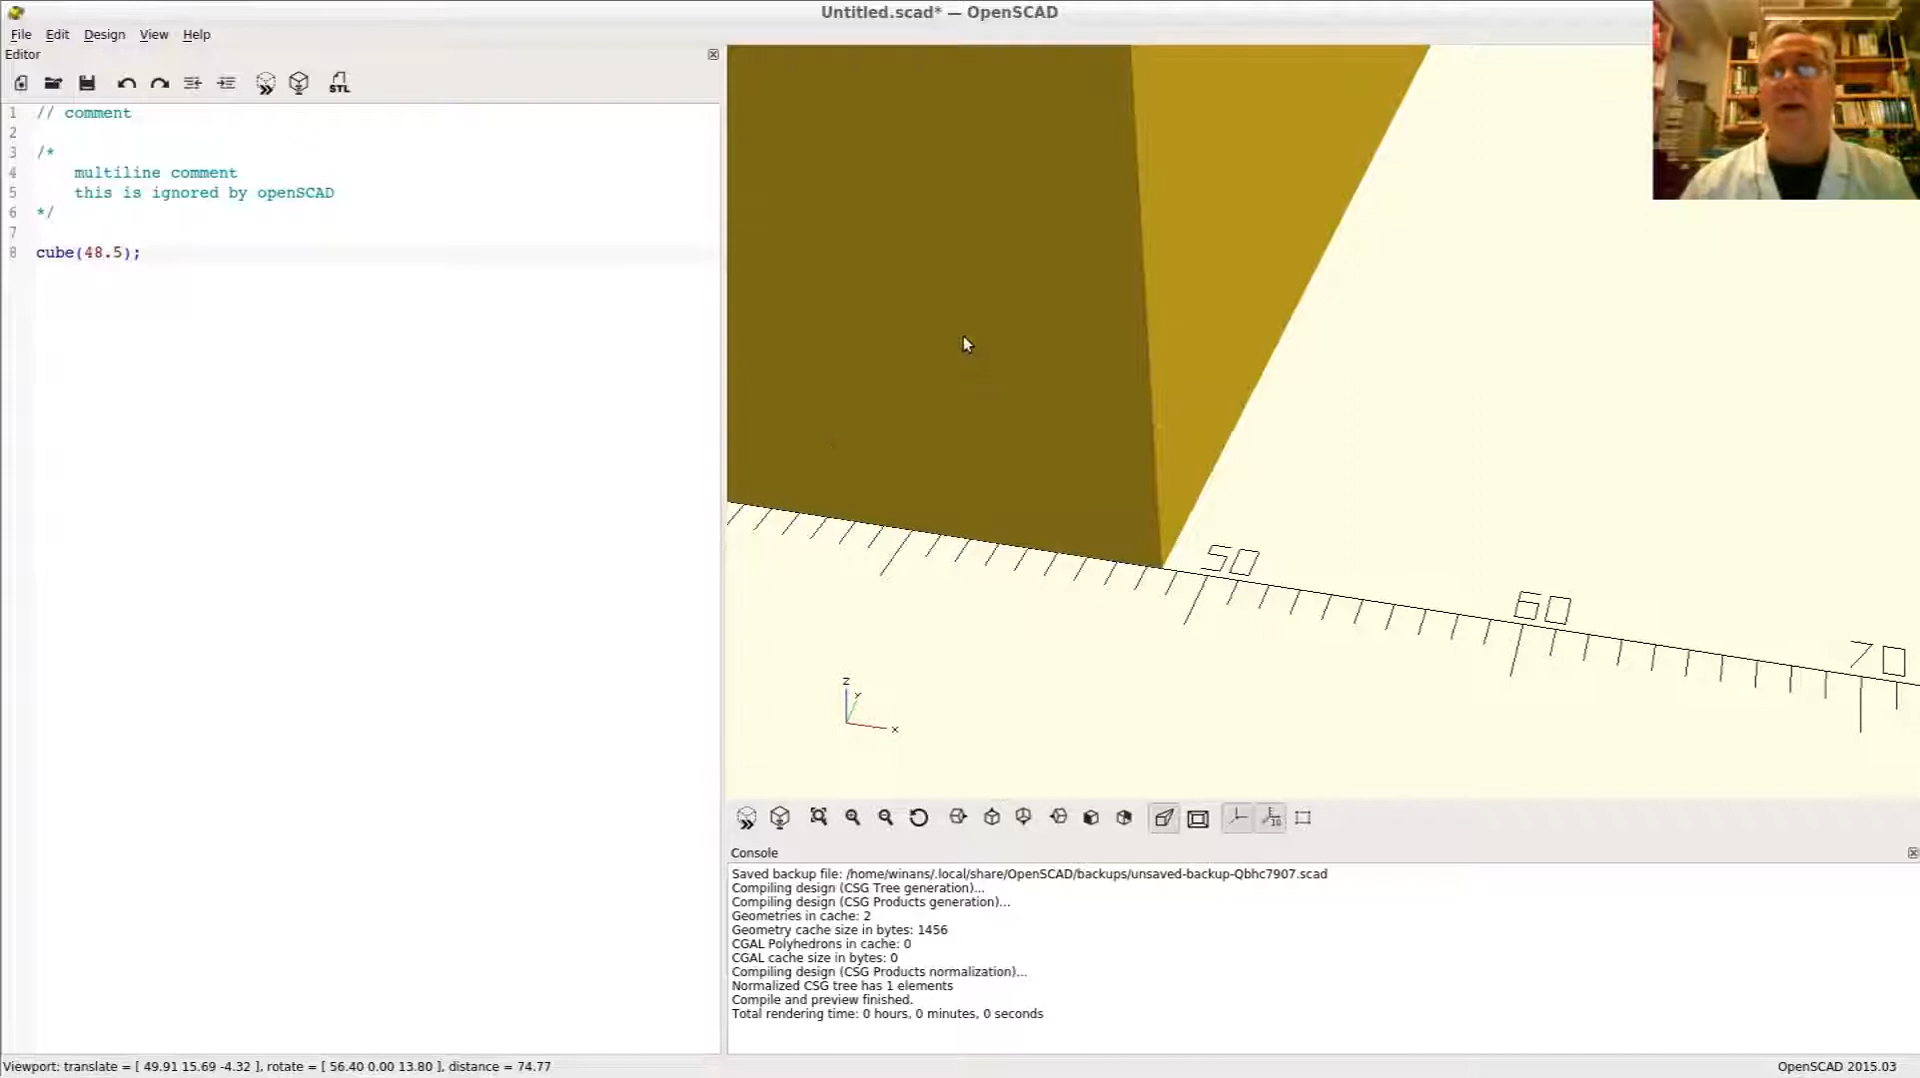 Untitled.scad* — OpenSCAD
File Edit Design View Help
Editor
STL
1 // comment
2
3 /*
4 multiline comment
5 this is ignored by openSCAD
6 */
7
8 cube(48.5);
50
60
70
z
y
x
10
Console
Saved backup file: /home/winans/.local/share/OpenSCAD/backups/unsaved-backup-Qbhc7907.scad
Compiling design (CSG Tree generation)...
Compiling design (CSG Products generation)...
Geometries in cache: 2
Geometry cache size in bytes: 1456
CGAL Polyhedrons in cache: 0
CGAL cache size in bytes: 0
Compiling design (CSG Products normalization)...
Normalized CSG tree has 1 elements
Compile and preview finished.
Total rendering time: 0 hours, 0 minutes, 0 seconds
Viewport: translate = [ 49.91 15.69 -4.32 ], rotate = [ 56.40 0.00 13.80 ], distance = 74.77
OpenSCAD 2015.03